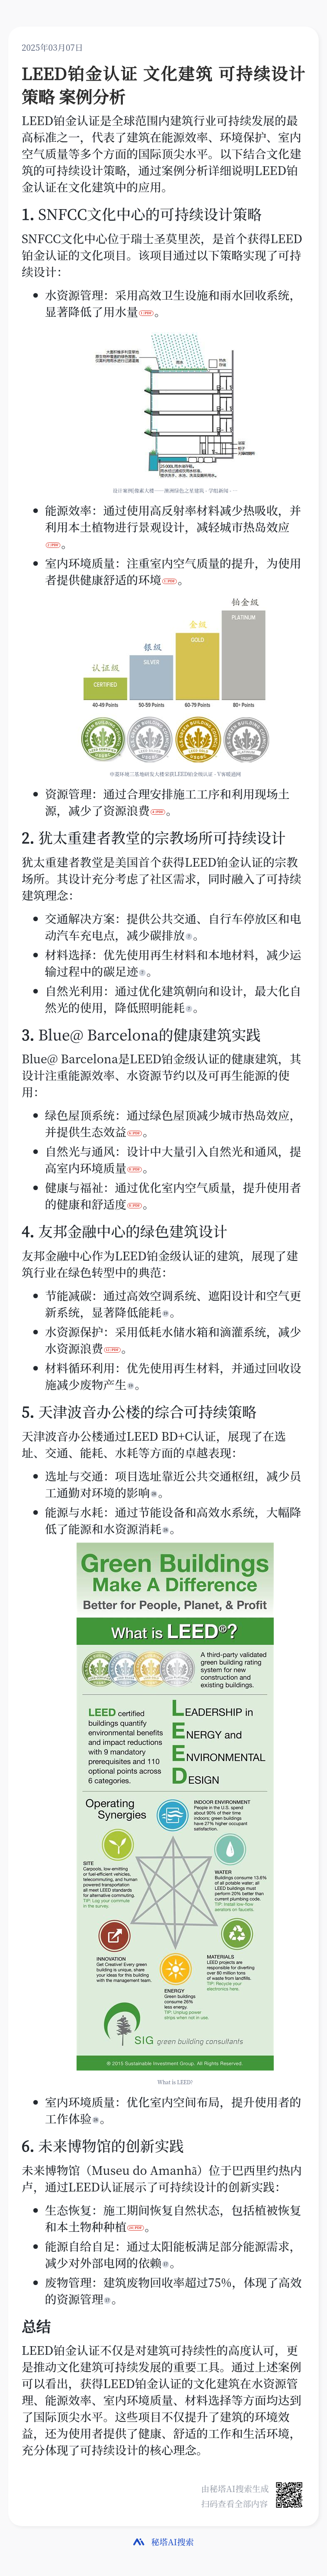 2025年03月07日
LEED铂金认证 文化建筑 可持续设计
策略 案例分析
LEED铂金认证是全球范围内建筑行业可持续发展的最
高标准之一，代表了建筑在能源效率、环境保护、室内
空气质量等多个方面的国际顶尖水平。以下结合文化建
筑的可持续设计策略，通过案例分析详细说明LEED铂
金认证在文化建筑中的应用。
1. SNFCC文化中心的可持续设计策略
SNFCC文化中心位于瑞士圣莫里茨，是首个获得LEED
铂金认证的文化项目。该项目通过以下策略实现了可持
续设计：
• 水资源管理：采用高效卫生设施和雨水回收系统，
显著降低了用水量。
• 能源效率：通过使用高反射率材料减少热吸收，并
利用本土植物进行景观设计，减轻城市热岛效应
。
• 室内环境质量：注重室内空气质量的提升，为使用
者提供健康舒适的环境。
铂金级
PLATINUM
金级
GOLD
银级
SILVER
认证级
CERTIFIED
40-49 Points
50-59 Points
60-79 Points
80+ Points
• 资源管理：通过合理安排施工工序和利用现场土
源，减少了资源浪费。
2. 犹太重建者教堂的宗教场所可持续设计
犹太重建者教堂是美国首个获得LEED铂金认证的宗教
场所。其设计充分考虑了社区需求，同时融入了可持续
建筑理念：
• 交通解决方案：提供公共交通、自行车停放区和电
动汽车充电点，减少碳排放。
• 材料选择：优先使用再生材料和本地材料，减少运
输过程中的碳足迹。
• 自然光利用：通过优化建筑朝向和设计，最大化自
然光的使用，降低照明能耗。
3. Blue@ Barcelona的健康建筑实践
Blue@ Barcelona是LEED铂金级认证的健康建筑，其
设计注重能源效率、水资源节约以及可再生能源的使
用：
• 绿色屋顶系统：通过绿色屋顶减少城市热岛效应，
并提供生态效益。
• 自然光与通风：设计中大量引入自然光和通风，提
高室内环境质量。
• 健康与福祉：通过优化室内空气质量，提升使用者
的健康和舒适度。
4. 友邦金融中心的绿色建筑设计
友邦金融中心作为LEED铂金级认证的建筑，展现了建
筑行业在绿色转型中的典范：
• 节能减碳：通过高效空调系统、遮阳设计和空气更
新系统，显著降低能耗。
• 水资源保护：采用低耗水储水箱和滴灌系统，减少
水资源浪费。
• 材料循环利用：优先使用再生材料，并通过回收设
施减少废物产生。
5. 天津波音办公楼的综合可持续策略
天津波音办公楼通过LEED BD+C认证，展现了在选
址、交通、能耗、水耗等方面的卓越表现：
• 选址与交通：项目选址靠近公共交通枢纽，减少员
工通勤对环境的影响。
• 能源与水耗：通过节能设备和高效水系统，大幅降
低了能源和水资源消耗。
Green Buildings
Make A Difference
Better for People, Planet, & Profit
What is LEED®?
A third-party validated
green building rating
system for new
construction and
existing buildings.
LEED certified
buildings quantify
environmental benefits
and impact reductions
with 9 mandatory
prerequisites and 110
optional points across
6 categories.
LEADERSHIP in
ENERGY and
ENVIRONMENTAL
DESIGN
Operating
Synergies
INDOOR ENVIRONMENT
People in the U.S. spend
about 90% of their time
indoors; green buildings
have 27% higher occupant
satisfaction.
SITE
Carpools, low-emitting
or fuel-efficient vehicles,
telecommuting, and human
powered transportation
all meet LEED standards
for alternative commuting.
TIP: Log your commute
in the survey.
WATER
Buildings consume 13.6%
of all potable water; all
LEED buildings must
perform 20% better than
current plumbing code.
TIP: Install low-flow
aerators on faucets.
INNOVATION
Get Creative! Every green
building is unique, share
your ideas for this building
with the management team.
MATERIALS
LEED projects are
responsible for diverting
over 80 million tons
of waste from landfills.
TIP: Recycle your
electronics here.
ENERGY
Green buildings
consume 26%
less energy.
TIP: Unplug power
strips when not in use.
SIG green building consultants
© 2015 Sustainable Investment Group. All Rights Reserved.
What is LEED?
• 室内环境质量：优化室内空间布局，提升使用者的
工作体验。
6. 未来博物馆的创新实践
未来博物馆（Museu do Amanhã）位于巴西里约热内
卢，通过LEED认证展示了可持续设计的创新实践：
• 生态恢复：施工期间恢复自然状态，包括植被恢复
和本土物种种植。
• 能源自给自足：通过太阳能板满足部分能源需求，
减少对外部电网的依赖。
• 废物管理：建筑废物回收率超过75%，体现了高效
的资源管理。
总结
LEED铂金认证不仅是对建筑可持续性的高度认可，更
是推动文化建筑可持续发展的重要工具。通过上述案例
可以看出，获得LEED铂金认证的文化建筑在水资源管
理、能源效率、室内环境质量、材料选择等方面均达到
了国际顶尖水平。这些项目不仅提升了建筑的环境效
益，还为使用者提供了健康、舒适的工作和生活环境，
充分体现了可持续设计的核心理念。
由秘塔AI搜索生成
扫码查看全部内容
秘塔AI搜索